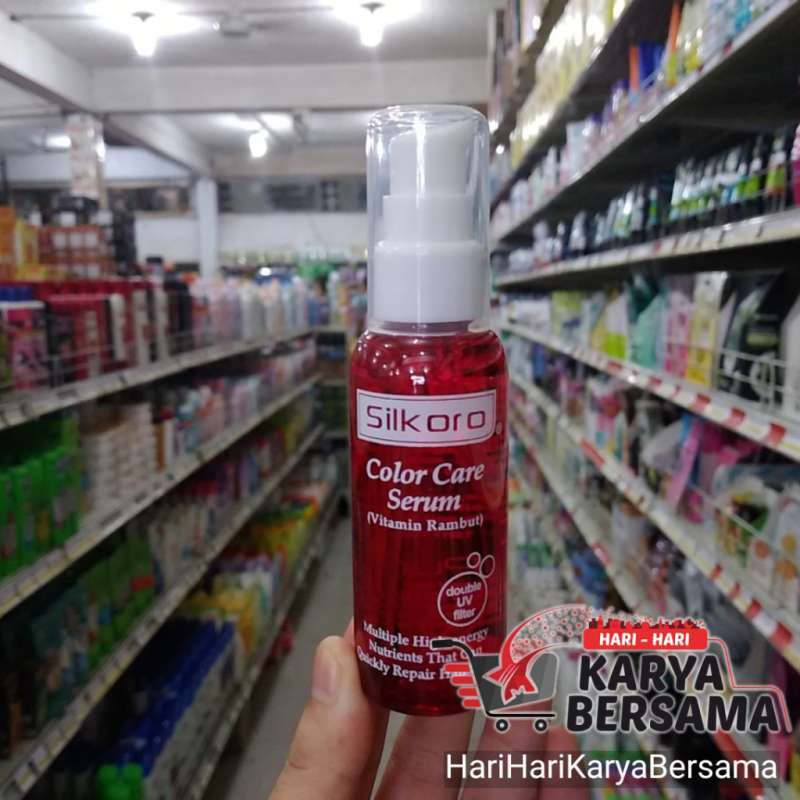 Silkoro
®
Color Care
Serum
(Vitamin Rambut)
double
UV
filter
Multiple High energy
Nutrients That Can
Quickly Repair
HARI - HARI
KARYA
BERSAMA
HariHariKaryaBersama